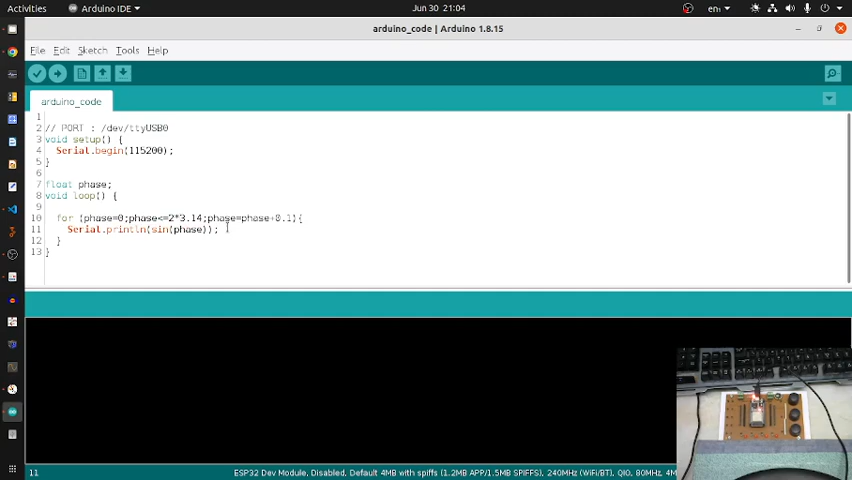 Activities
Arduino IDE
Jun 30 21:04
en
arduino_code | Arduino 1.8.15
File Edit Sketch Tools Help
arduino_code
1
2 // PORT : /dev/ttyUSB0
3 void setup() {
4 Serial.begin(115200);
5 }
6
7 float phase;
8 void loop() {
9
10 for (phase=0;phase<=2*3.14;phase=phase+0.1){
11 Serial.println(sin(phase));
12 }
13 }
11
ESP32 Dev Module, Disabled, Default 4MB with spiffs (1.2MB APP/1.5MB SPIFFS), 240MHz (WiFi/BT), QIO, 80MHz, 4M